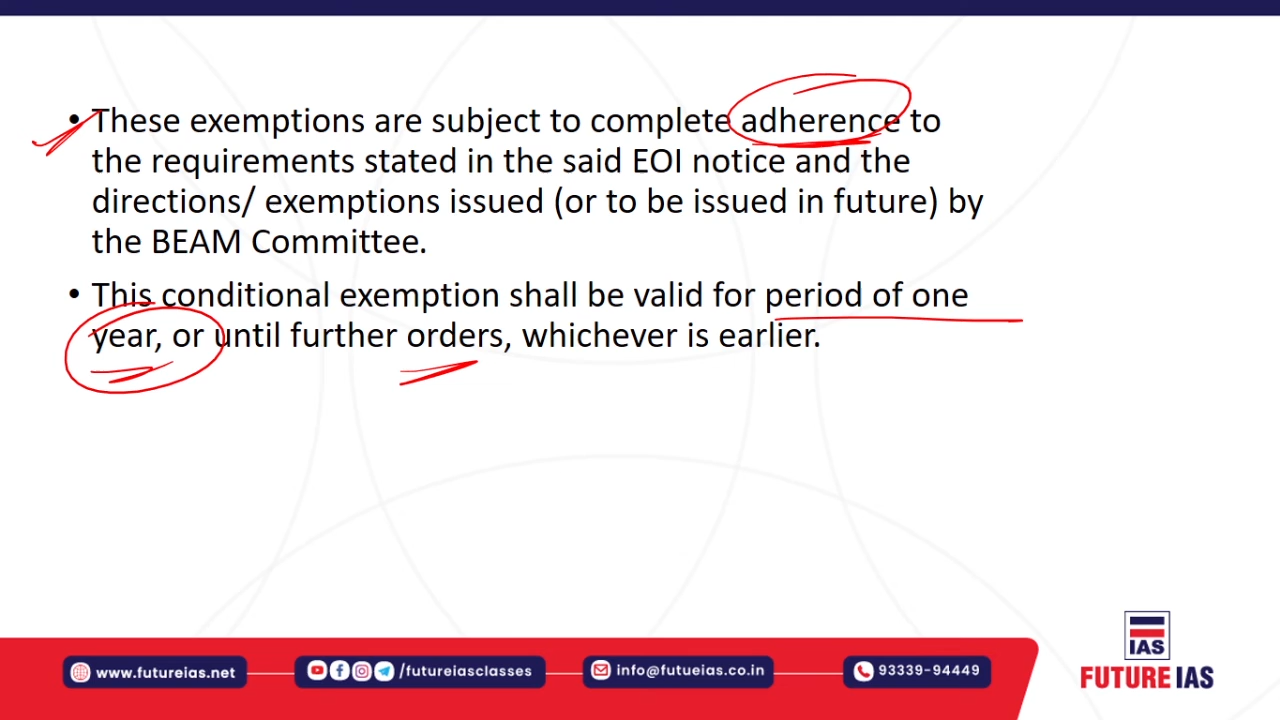 • These exemptions are subject to complete adherence to
the requirements stated in the said EOI notice and the
directions/ exemptions issued (or to be issued in future) by
the BEAM Committee.
• This conditional exemption shall be valid for period of one
year, or until further orders, whichever is earlier.
IAS
FUTURE IAS
www.futureias.net
/futureiasclasses
info@futueias.co.in
93339-94449